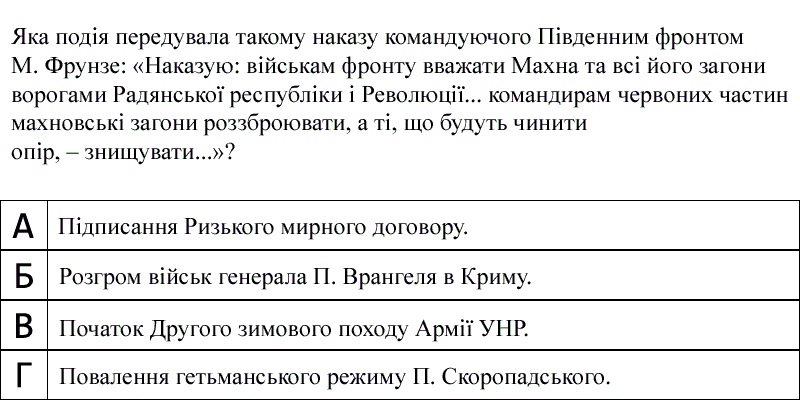 Яка подія передувала такому наказу командуючого Південним фронтом
М. Фрунзе: «Наказую: військам фронту вважати Махна та всі його загони
ворогами Радянської республіки і Революції... командирам червоних частин
махновські загони роззброювати, а ті, що будуть чинити
опір, – знищувати...»?
А Підписання Ризького мирного договору.
Б Розгром військ генерала П. Врангеля в Криму.
В Початок Другого зимового походу Армії УНР.
Г Повалення гетьманського режиму П. Скоропадського.